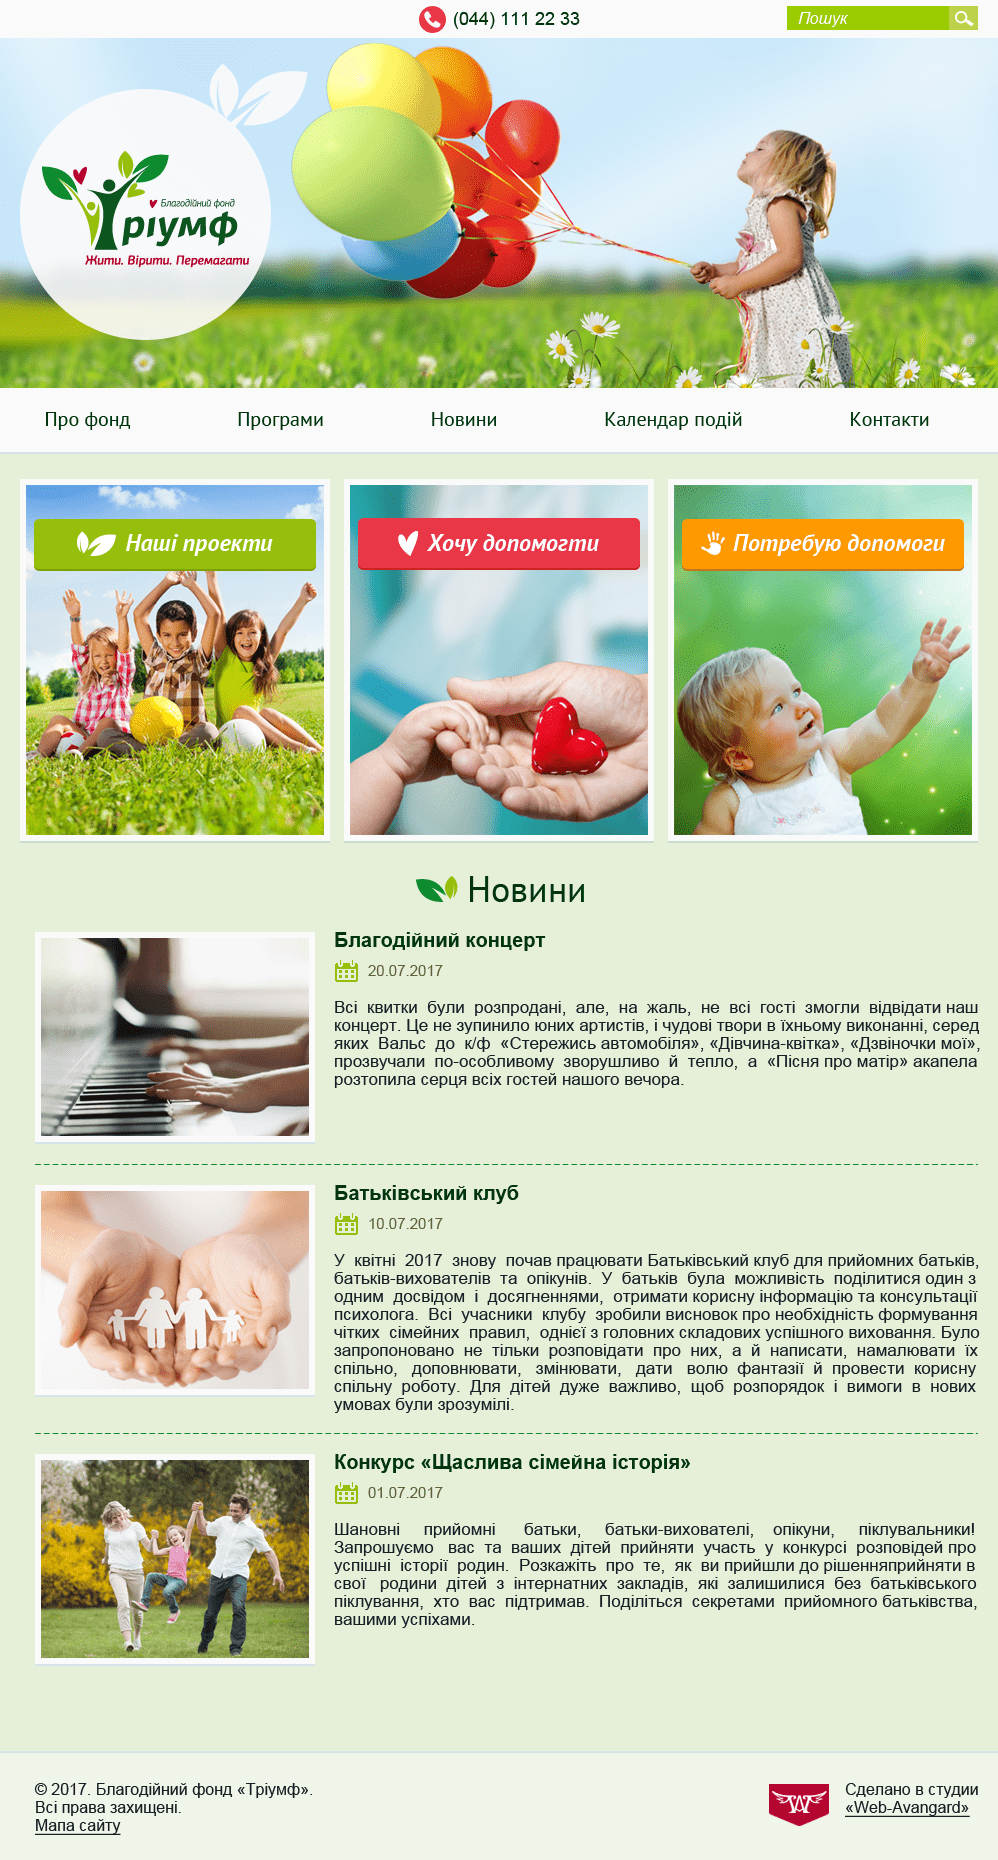 (044) 111 22 33
Пошук
Благодійний фонд
Тріумф
Жити. Вірити. Перемагати
Про фонд
Програми
Новини
Календар подій
Контакти
Наші проекти
Хочу допомогти
Потребую допомоги
Новини
Благодійний концерт
20.07.2017
Всі квитки були розпродані, але, на жаль, не всі гості змогли відвідати наш
концерт. Це не зупинило юних артистів, і чудові твори в їхньому виконанні, серед
яких Вальс до к/ф «Стережись автомобіля», «Дівчина-квітка», «Дзвіночки мої»,
прозвучали по-особливому зворушливо й тепло, а «Пісня про матір» акапела
розтопила серця всіх гостей нашого вечора.
Батьківський клуб
10.07.2017
У квітні 2017 знову почав працювати Батьківський клуб для прийомних батьків,
батьків-вихователів та опікунів. У батьків була можливість поділитися один з
одним досвідом і досягненнями, отримати корисну інформацію та консультації
психолога. Всі учасники клубу зробили висновок про необхідність формування
чітких сімейних правил, однієї з головних складових успішного виховання. Було
запропоновано не тільки розповідати про них, а й написати, намалювати їх
спільно, доповнювати, змінювати, дати волю фантазії й провести корисну
спільну роботу. Для дітей дуже важливо, щоб розпорядок і вимоги в нових
умовах були зрозумілі.
Конкурс «Щаслива сімейна історія»
01.07.2017
Шановні прийомні батьки, батьки-вихователі, опікуни, піклувальники!
Запрошуємо вас та ваших дітей прийняти участь у конкурсі розповідей про
успішні історії родин. Розкажіть про те, як ви прийшли до рішенняприйняти в
свої родини дітей з інтернатних закладів, які залишилися без батьківського
піклування, хто вас підтримав. Поділіться секретами прийомного батьківства,
вашими успіхами.
© 2017. Благодійний фонд «Тріумф».
Всі права захищені.
Мапа сайту
Сделано в студии
«Web-Avangard»